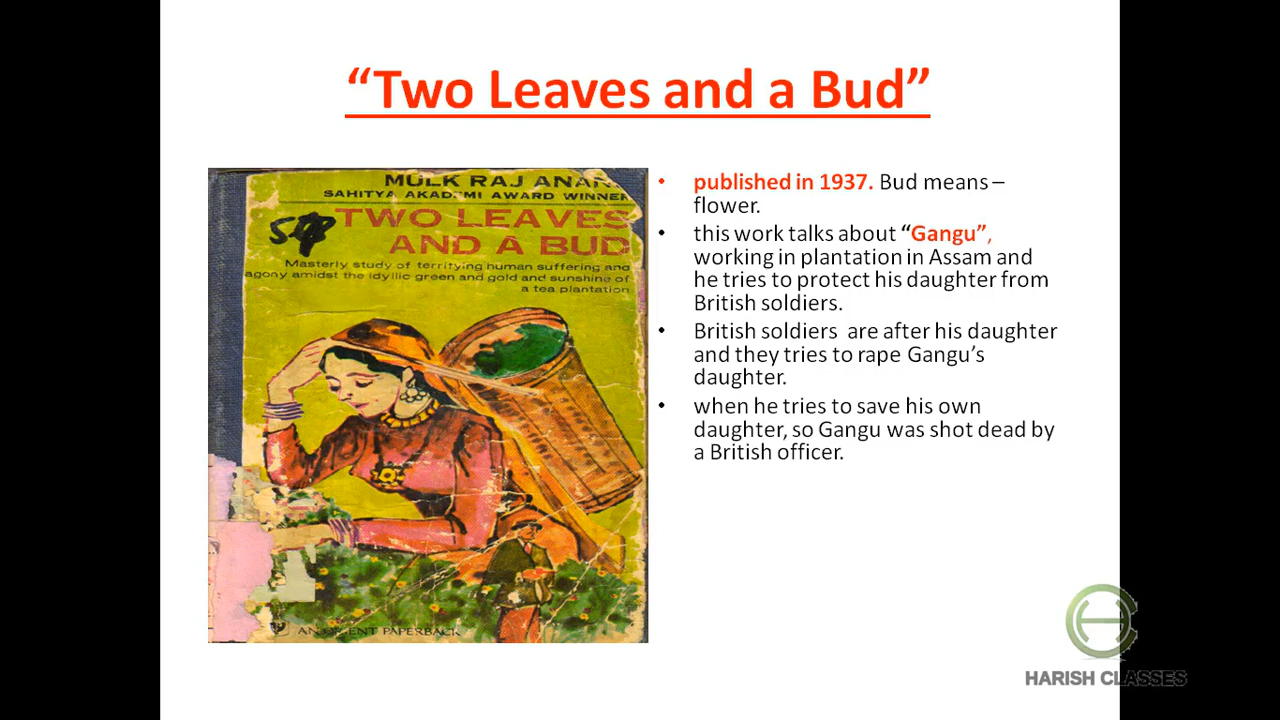 “Two Leaves and a Bud”
MULK RAJ ANAN
SAHITYA AKADEMI AWARD WINNER
TWO LEAVES
AND A BUD
Masterly study of terrifying human suffering and
agony amidst the idyllic green and gold and sunshine of
a tea plantation
AN ORIENT PAPERBACK
• published in 1937. Bud means –
flower.
• this work talks about “Gangu”,
working in plantation in Assam and
he tries to protect his daughter from
British soldiers.
• British soldiers are after his daughter
and they tries to rape Gangu’s
daughter.
• when he tries to save his own
daughter, so Gangu was shot dead by
a British officer.
HARISH CLASSES